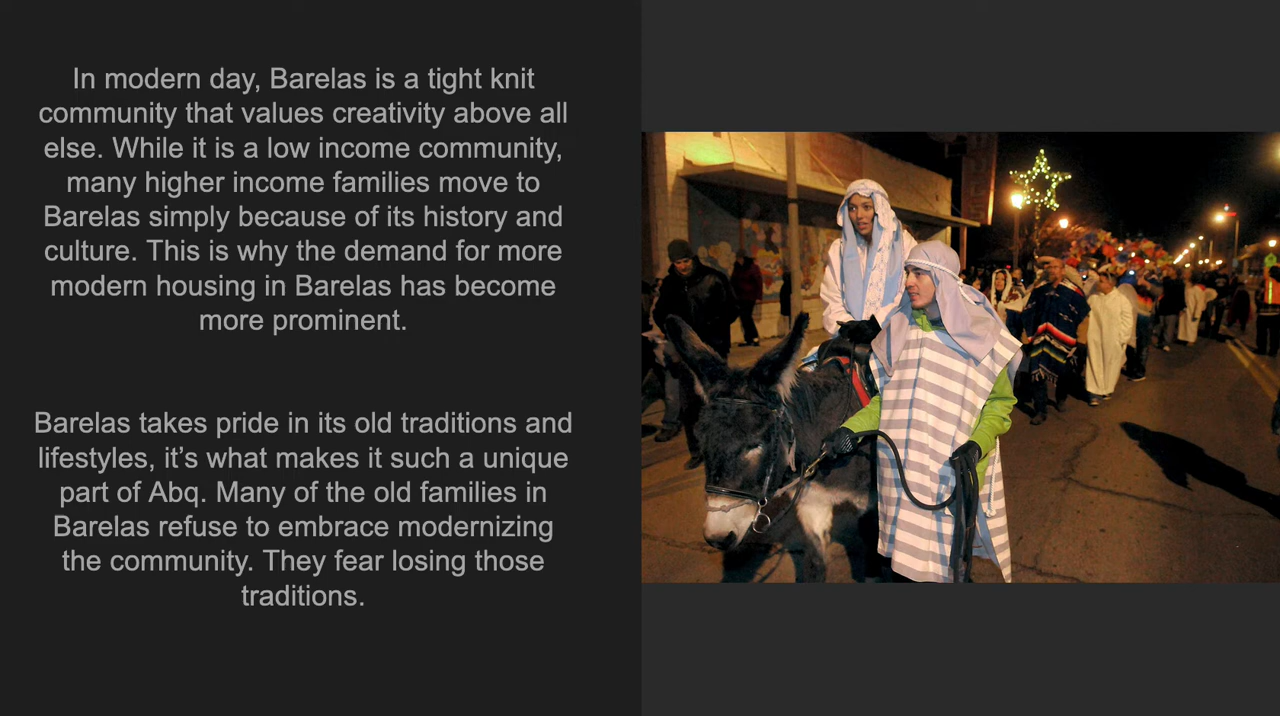 In modern day, Barelas is a tight knit
community that values creativity above all
else. While it is a low income community,
many higher income families move to
Barelas simply because of its history and
culture. This is why the demand for more
modern housing in Barelas has become
more prominent.
Barelas takes pride in its old traditions and
lifestyles, it’s what makes it such a unique
part of Abq. Many of the old families in
Barelas refuse to embrace modernizing
the community. They fear losing those
traditions.